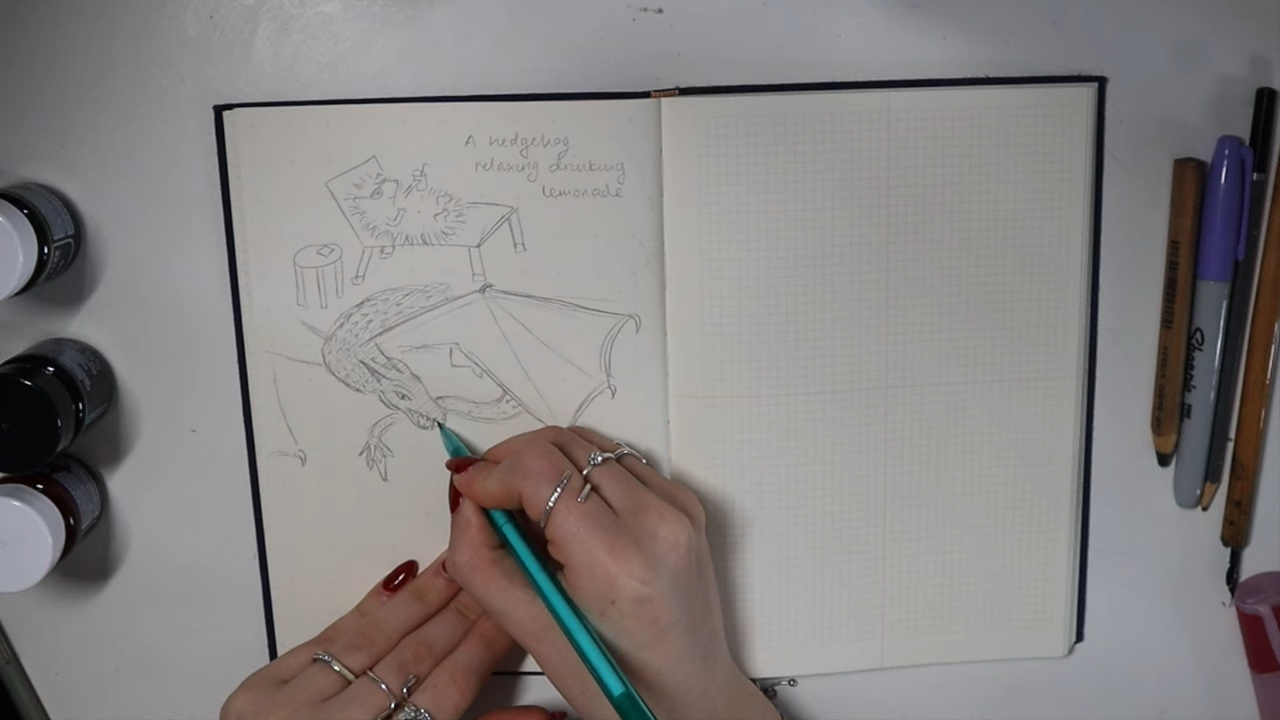 A hedgehog
relaxing drinking
lemonade
Sharpie